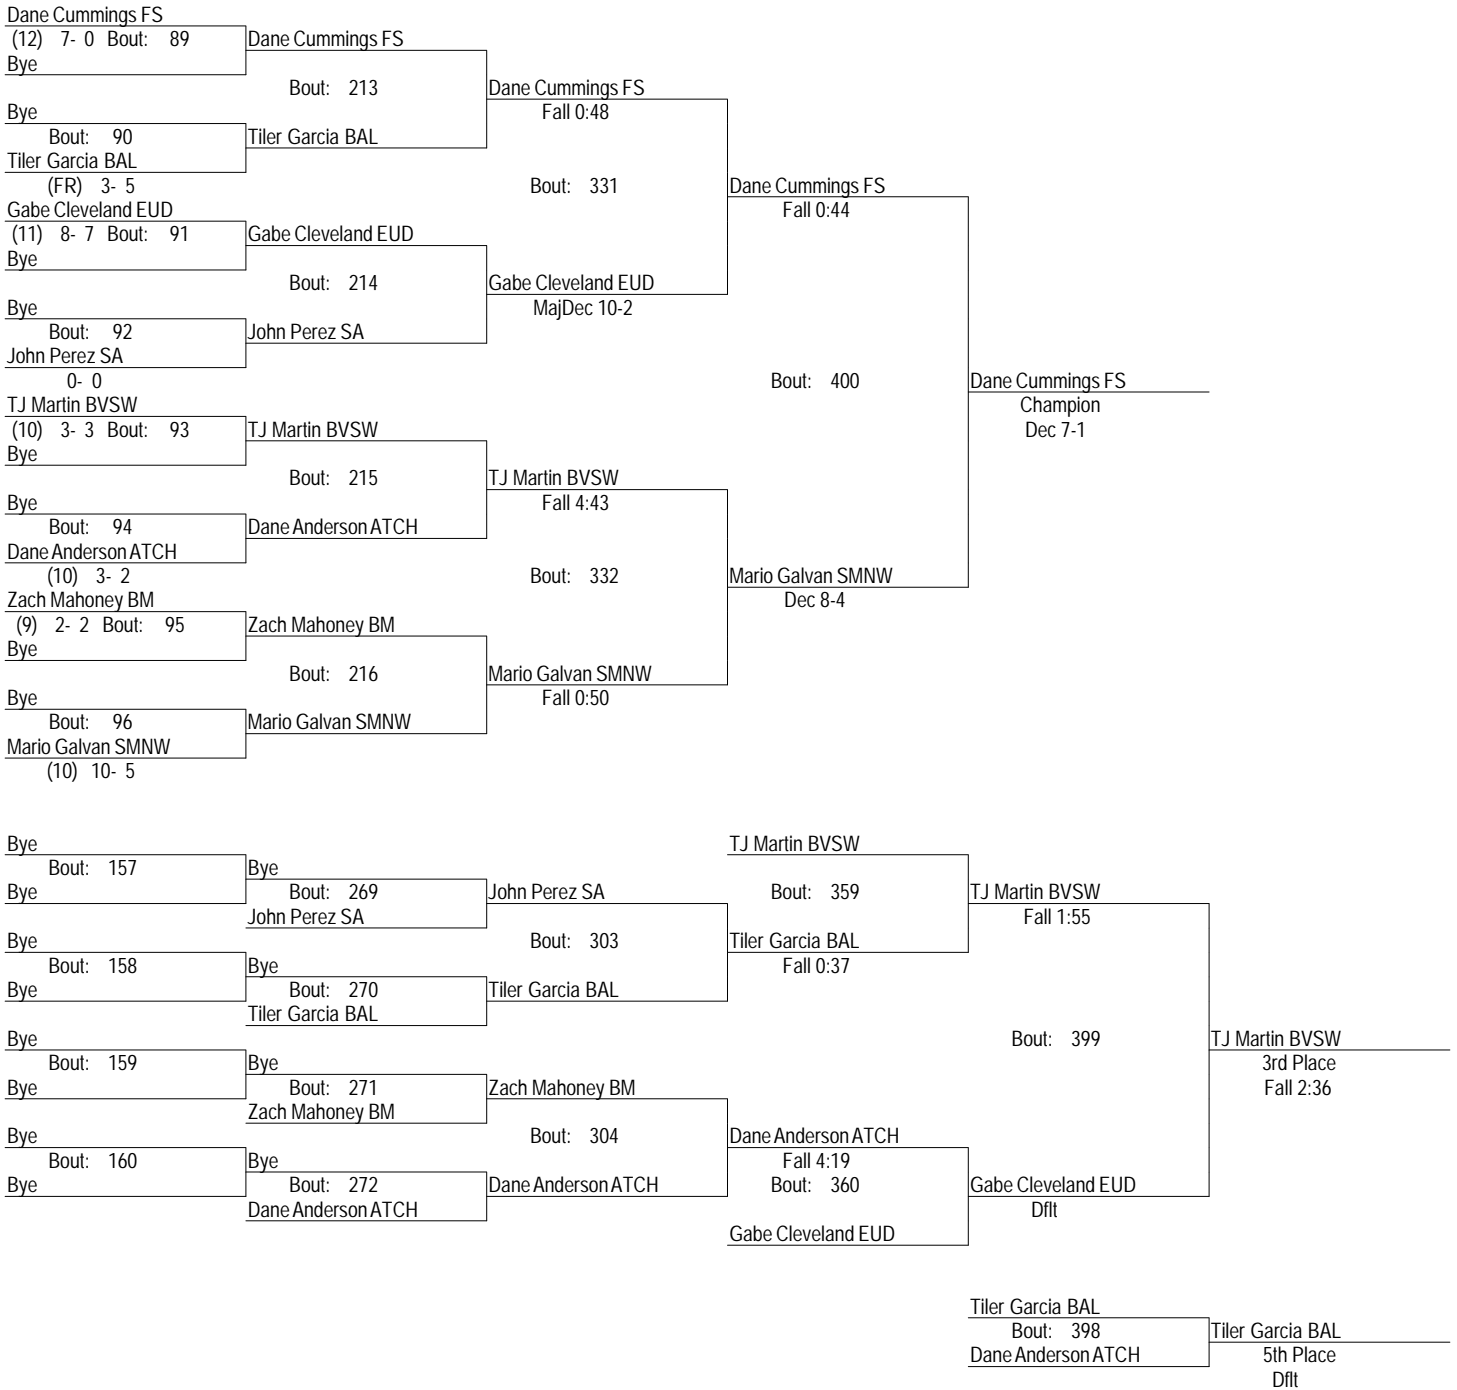 Dane Cummings FS
(12) 7- 0 Bout: 89
Dane Cummings FS
Bye
Bout: 213
Dane Cummings FS
Bye
Fall 0:48
Bout: 90
Tiler Garcia BAL
Tiler Garcia BAL
(FR) 3- 5
Bout: 331
Dane Cummings FS
Gabe Cleveland EUD
Fall 0:44
(11) 8- 7 Bout: 91
Gabe Cleveland EUD
Bye
Bout: 214
Gabe Cleveland EUD
Bye
MajDec 10-2
Bout: 92
John Perez SA
John Perez SA
0- 0
Bout: 400
Dane Cummings FS
TJ Martin BVSW
Champion
(10) 3- 3 Bout: 93
TJ Martin BVSW
Dec 7-1
Bye
Bout: 215
TJ Martin BVSW
Bye
Fall 4:43
Bout: 94
Dane Anderson ATCH
Dane Anderson ATCH
(10) 3- 2
Bout: 332
Mario Galvan SMNW
Zach Mahoney BM
Dec 8-4
(9) 2- 2 Bout: 95
Zach Mahoney BM
Bye
Bout: 216
Mario Galvan SMNW
Bye
Fall 0:50
Bout: 96
Mario Galvan SMNW
Mario Galvan SMNW
(10) 10- 5
Bye
TJ Martin BVSW
Bout: 157
Bye
Bye
Bout: 269
John Perez SA
Bout: 359
TJ Martin BVSW
John Perez SA
Fall 1:55
Bye
Bout: 303
Tiler Garcia BAL
Bout: 158
Bye
Fall 0:37
Bye
Bout: 270
Tiler Garcia BAL
Tiler Garcia BAL
Bye
Bout: 399
TJ Martin BVSW
Bout: 159
Bye
3rd Place
Bye
Bout: 271
Zach Mahoney BM
Fall 2:36
Zach Mahoney BM
Bye
Bout: 304
Dane Anderson ATCH
Bout: 160
Bye
Fall 4:19
Bye
Bout: 272
Dane Anderson ATCH
Bout: 360
Gabe Cleveland EUD
Dane Anderson ATCH
Dflt
Gabe Cleveland EUD
Tiler Garcia BAL
Bout: 398
Tiler Garcia BAL
Dane Anderson ATCH
5th Place
Dflt